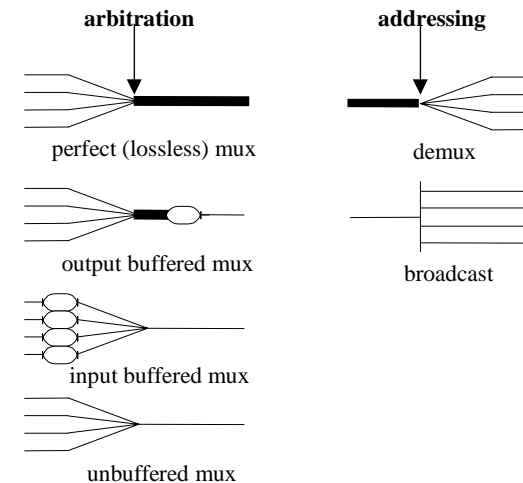 arbitration
addressing
perfect (lossless) mux
demux
output buffered mux
broadcast
input buffered mux
unbuffered mux